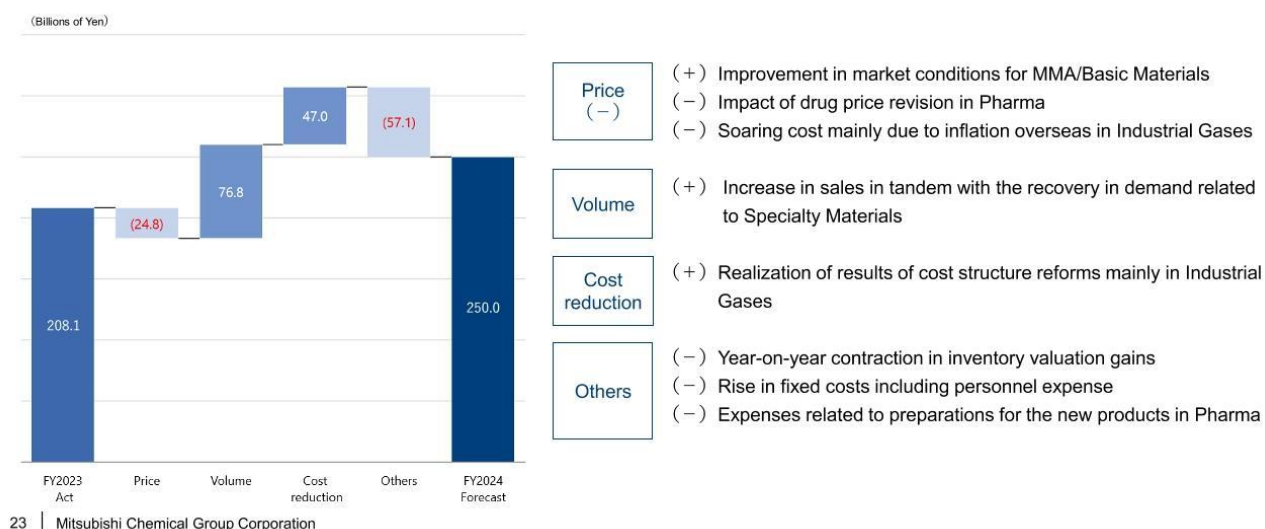 (Billions of Yen)
47.0
(57.1)
76.8
(24.8)
208.1
250.0
FY2023
Act
Price
Volume
Cost
reduction
Others
FY2024
Forecast
Price
(－)
(+) Improvement in market conditions for MMA/Basic Materials
(－) Impact of drug price revision in Pharma
(－) Soaring cost mainly due to inflation overseas in Industrial Gases
Volume
(+) Increase in sales in tandem with the recovery in demand related
to Specialty Materials
Cost
reduction
(+) Realization of results of cost structure reforms mainly in Industrial
Gases
Others
(－) Year-on-year contraction in inventory valuation gains
(－) Rise in fixed costs including personnel expense
(－) Expenses related to preparations for the new products in Pharma
23 | Mitsubishi Chemical Group Corporation